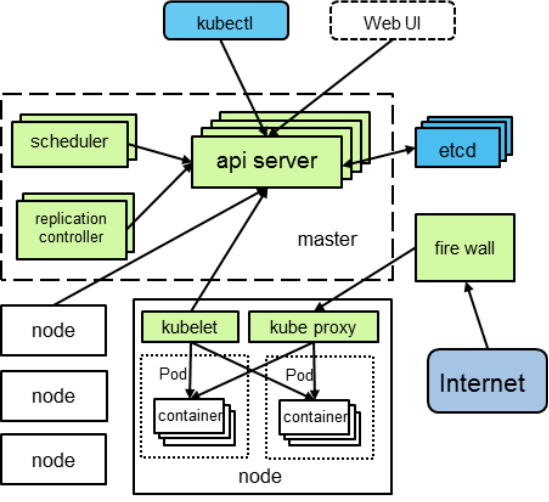 kubectl
Web UI
scheduler
api server
etcd
replication
controller
master
fire wall
node
kubelet
kube proxy
node
Pod
Pod
container
container
Internet
node
node